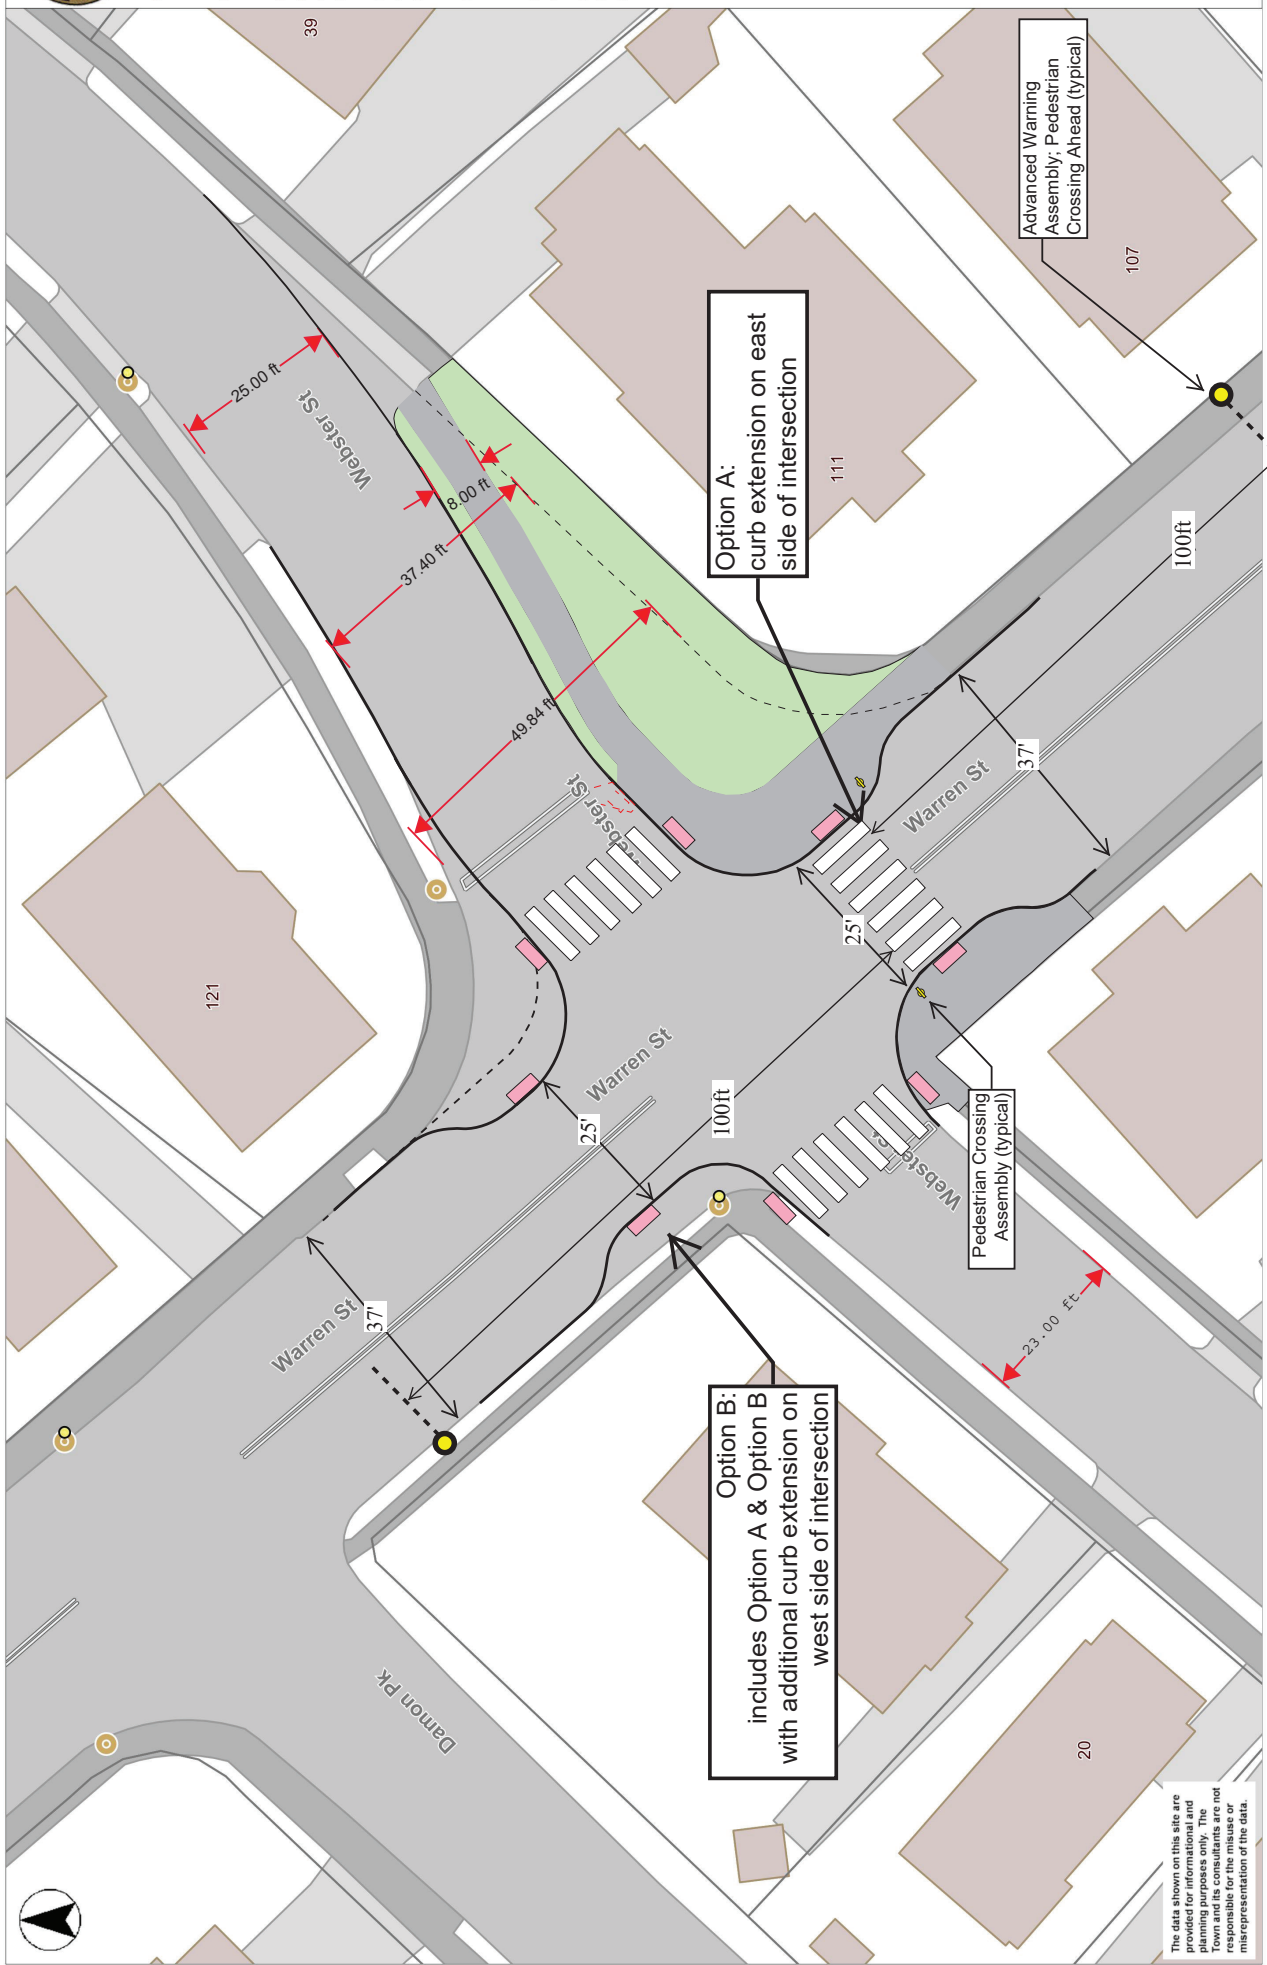 39
Advanced Warning
Assembly; Pedestrian
Crossing Ahead (typical)
107
25.00 ft
Webster St
8.00 ft
37.40 ft
Option A:
curb extension on east
side of intersection
111
100ft
49.84 ft
Webster St
37'
Warren St
121
25'
Warren St
25'
100ft
Webste
Pedestrian Crossing
Assembly (typical)
Warren St
37'
23.00 ft
Option B:
includes Option A & Option B
with additional curb extension on
west side of intersection
Damon Pk
20
The data shown on this site are
provided for informational and
planning purposes only. The
Town and its consultants are not
responsible for the misuse or
misrepresentation of the data.